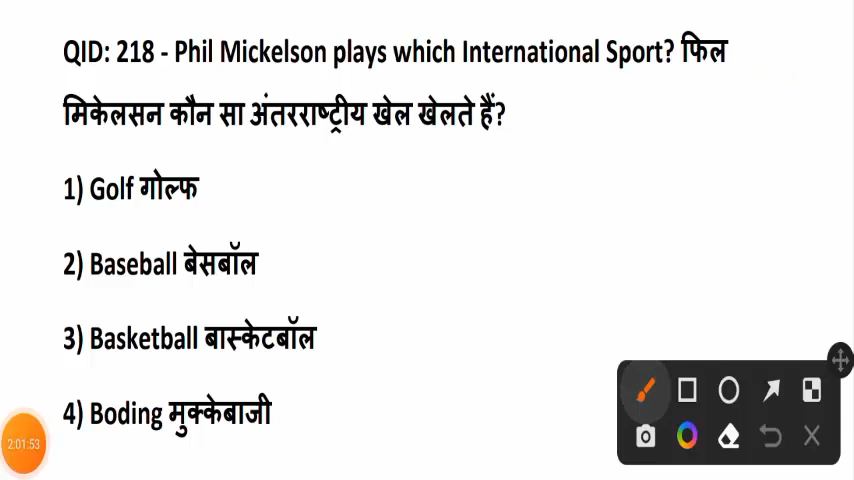 QID: 218 - Phil Mickelson plays which International Sport? फिल
मिकेलसन कौन सा अंतरराष्ट्रीय खेल खेलते हैं?
1) Golf गोल्फ
2) Baseball बेसबॉल
3) Basketball बास्केटबॉल
4) Boding मुक्केबाजी
2:01:53